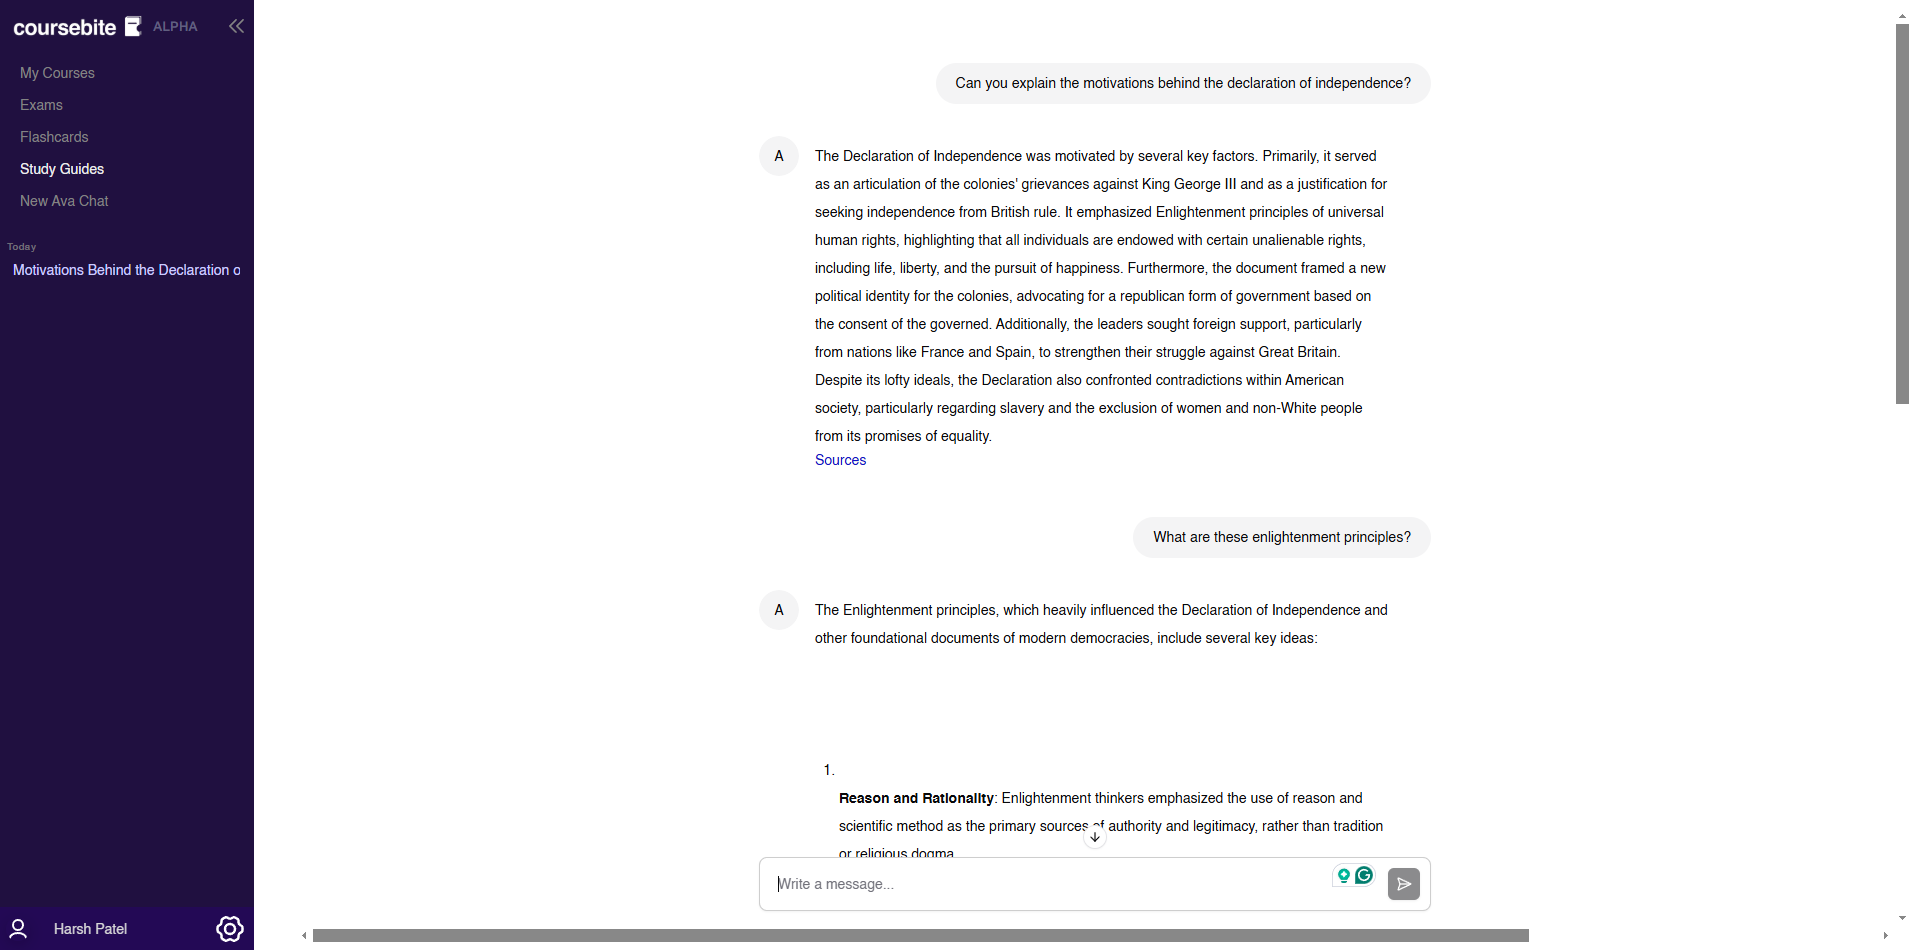 coursebite ALPHA
My Courses
Exams
Flashcards
Study Guides
New Ava Chat
Today
Motivations Behind the Declaration o
Harsh Patel
Can you explain the motivations behind the declaration of independence?
A
The Declaration of Independence was motivated by several key factors. Primarily, it served
as an articulation of the colonies' grievances against King George III and as a justification for
seeking independence from British rule. It emphasized Enlightenment principles of universal
human rights, highlighting that all individuals are endowed with certain unalienable rights,
including life, liberty, and the pursuit of happiness. Furthermore, the document framed a new
political identity for the colonies, advocating for a republican form of government based on
the consent of the governed. Additionally, the leaders sought foreign support, particularly
from nations like France and Spain, to strengthen their struggle against Great Britain.
Despite its lofty ideals, the Declaration also confronted contradictions within American
society, particularly regarding slavery and the exclusion of women and non-White people
from its promises of equality.
Sources
What are these enlightenment principles?
A
The Enlightenment principles, which heavily influenced the Declaration of Independence and
other foundational documents of modern democracies, include several key ideas:
1.
Reason and Rationality: Enlightenment thinkers emphasized the use of reason and
scientific method as the primary sources of authority and legitimacy, rather than tradition
or religious dogma.
Write a message...